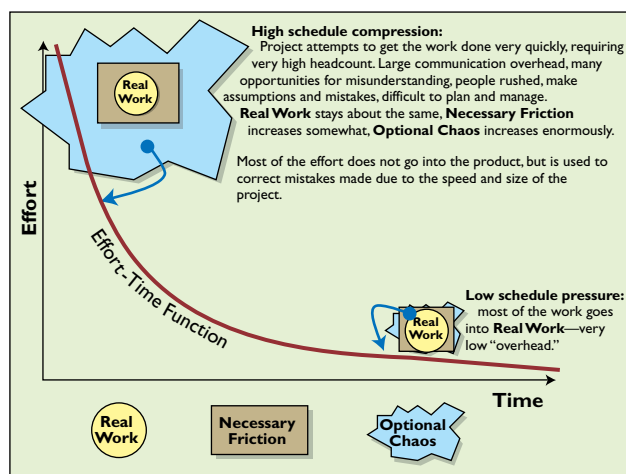 High schedule compression:
Project attempts to get the work done very quickly, requiring
very high headcount. Large communication overhead, many
opportunities for misunderstanding, people rushed, make
assumptions and mistakes, difficult to plan and manage.
Real Work stays about the same, Necessary Friction
increases somewhat, Optional Chaos increases enormously.
Most of the effort does not go into the product, but is used to
correct mistakes made due to the speed and size of the
project.
Real
Work
Effort
Effort-Time Function
Low schedule pressure:
most of the work goes
into Real Work—very
low “overhead.”
Real
Work
Time
Real
Work
Necessary
Friction
Optional
Chaos